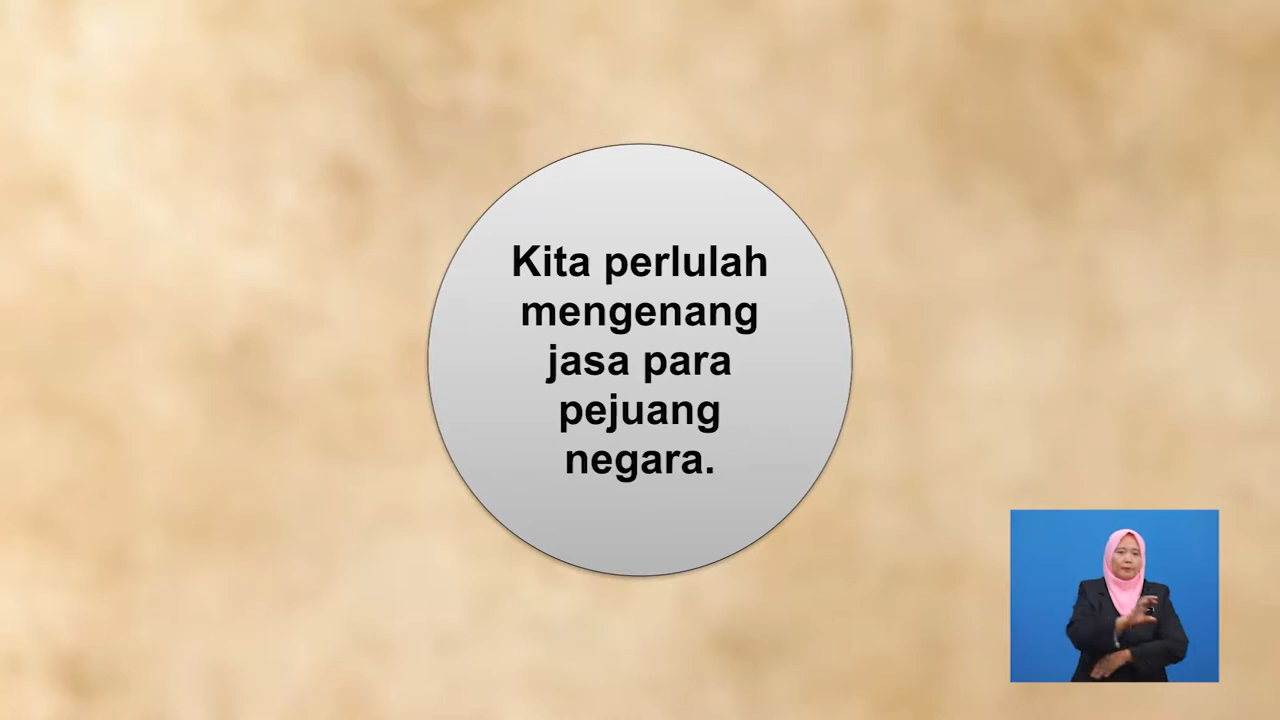 Kita perlulah
mengenang
jasa para
pejuang
negara.